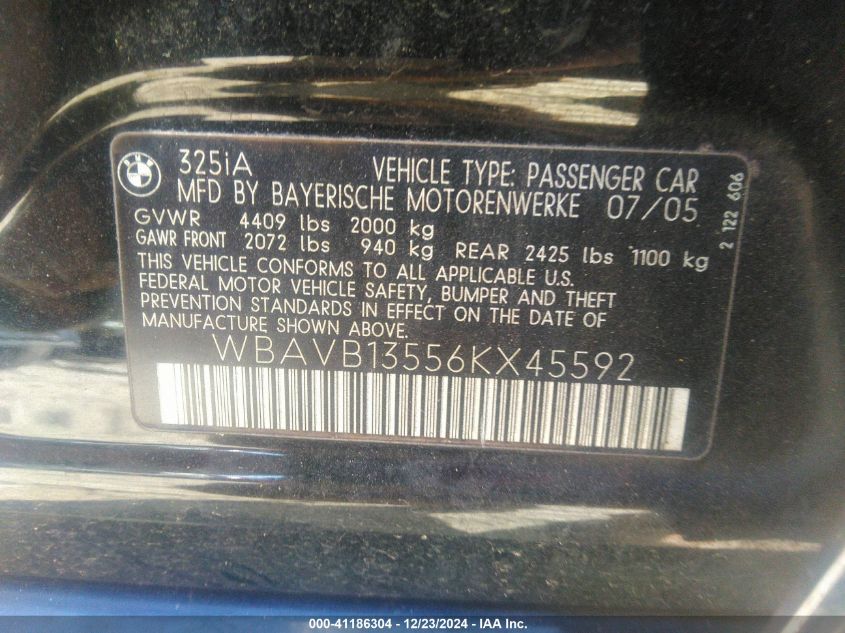 BMW
325iA VEHICLE TYPE: PASSENGER CAR
MFD BY BAYERISCHE MOTORENWERKE 07/05
GVWR 4409 lbs 2000 kg
GAWR FRONT 2072 lbs 940 kg REAR 2425 lbs 1100 kg
THIS VEHICLE CONFORMS TO ALL APPLICABLE U.S.
FEDERAL MOTOR VEHICLE SAFETY, BUMPER AND THEFT
PREVENTION STANDARDS IN EFFECT ON THE DATE OF
MANUFACTURE SHOWN ABOVE.
WBAVB13556KX45592
2 122 606
000-41186304 - 12/23/2024 - IAA Inc.